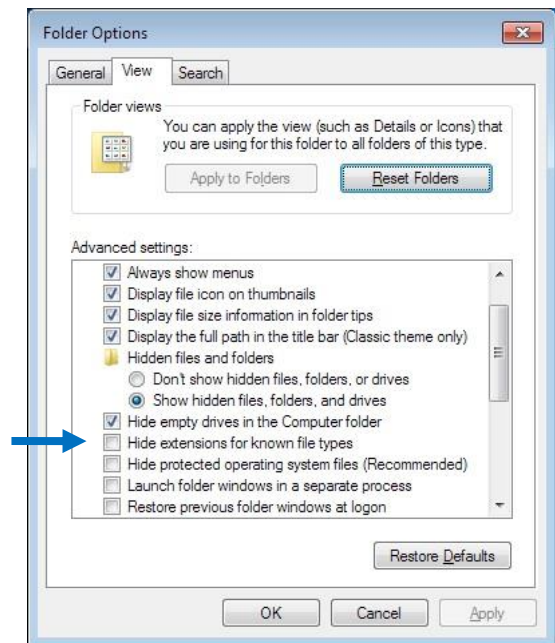 Folder Options
General View Search
Folder views
You can apply the view (such as Details or Icons) that
you are using for this folder to all folders of this type.
Apply to Folders Reset Folders
Advanced settings:
Always show menus
Display file icon on thumbnails
Display file size information in folder tips
Display the full path in the title bar (Classic theme only)
Hidden files and folders
Don't show hidden files, folders, or drives
Show hidden files, folders, and drives
Hide empty drives in the Computer folder
Hide extensions for known file types
Hide protected operating system files (Recommended)
Launch folder windows in a separate process
Restore previous folder windows at logon
Restore Defaults
OK Cancel Apply